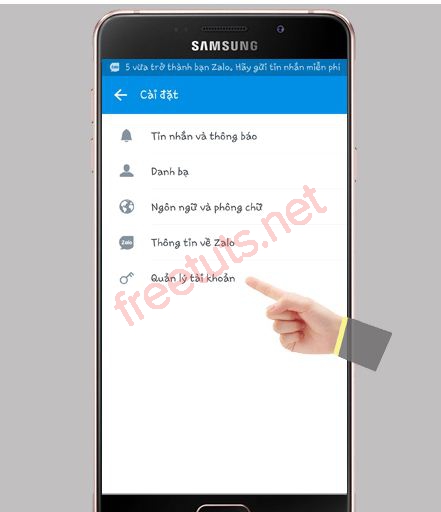 SAMSUNG
5 vừa trở thành bạn Zalo. Hãy gửi tin nhắn miễn phí
Cài đặt
Tin nhắn và thông báo
Danh bạ
Ngôn ngữ và phông chữ
Zalo Thông tin về Zalo
Quản lý tài khoản
freetuts.net